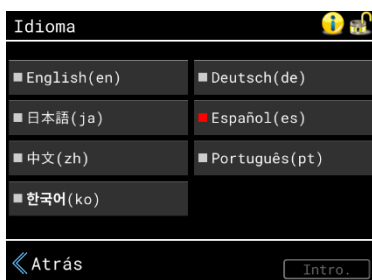 Idioma
English(en)
Deutsch(de)
日本語(ja)
Español(es)
中文(zh)
Português(pt)
한국어(ko)
Atrás
Intro.